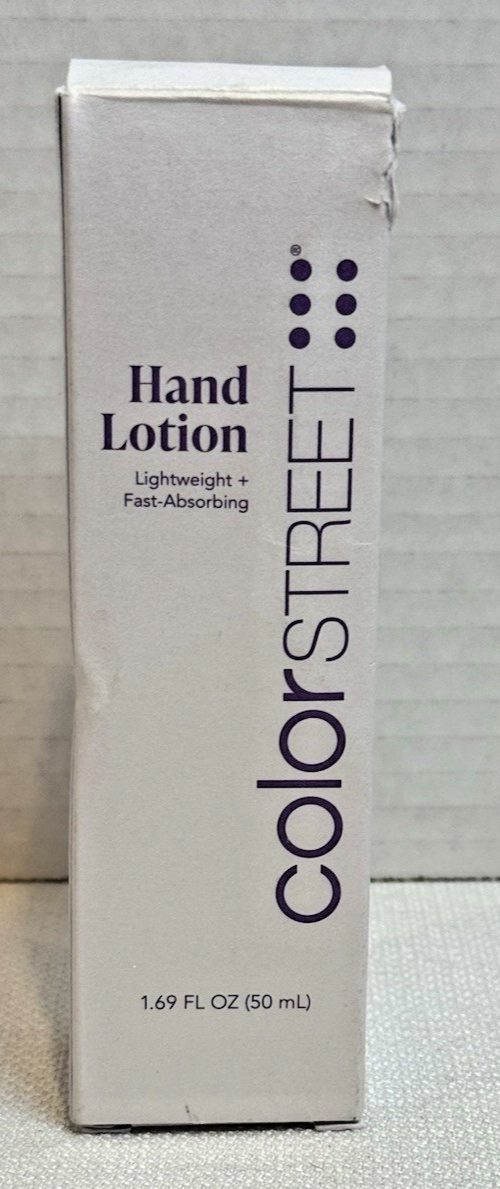 Hand
Lotion
Lightweight +
Fast-Absorbing
colorSTREET®
1.69 FL OZ (50 mL)